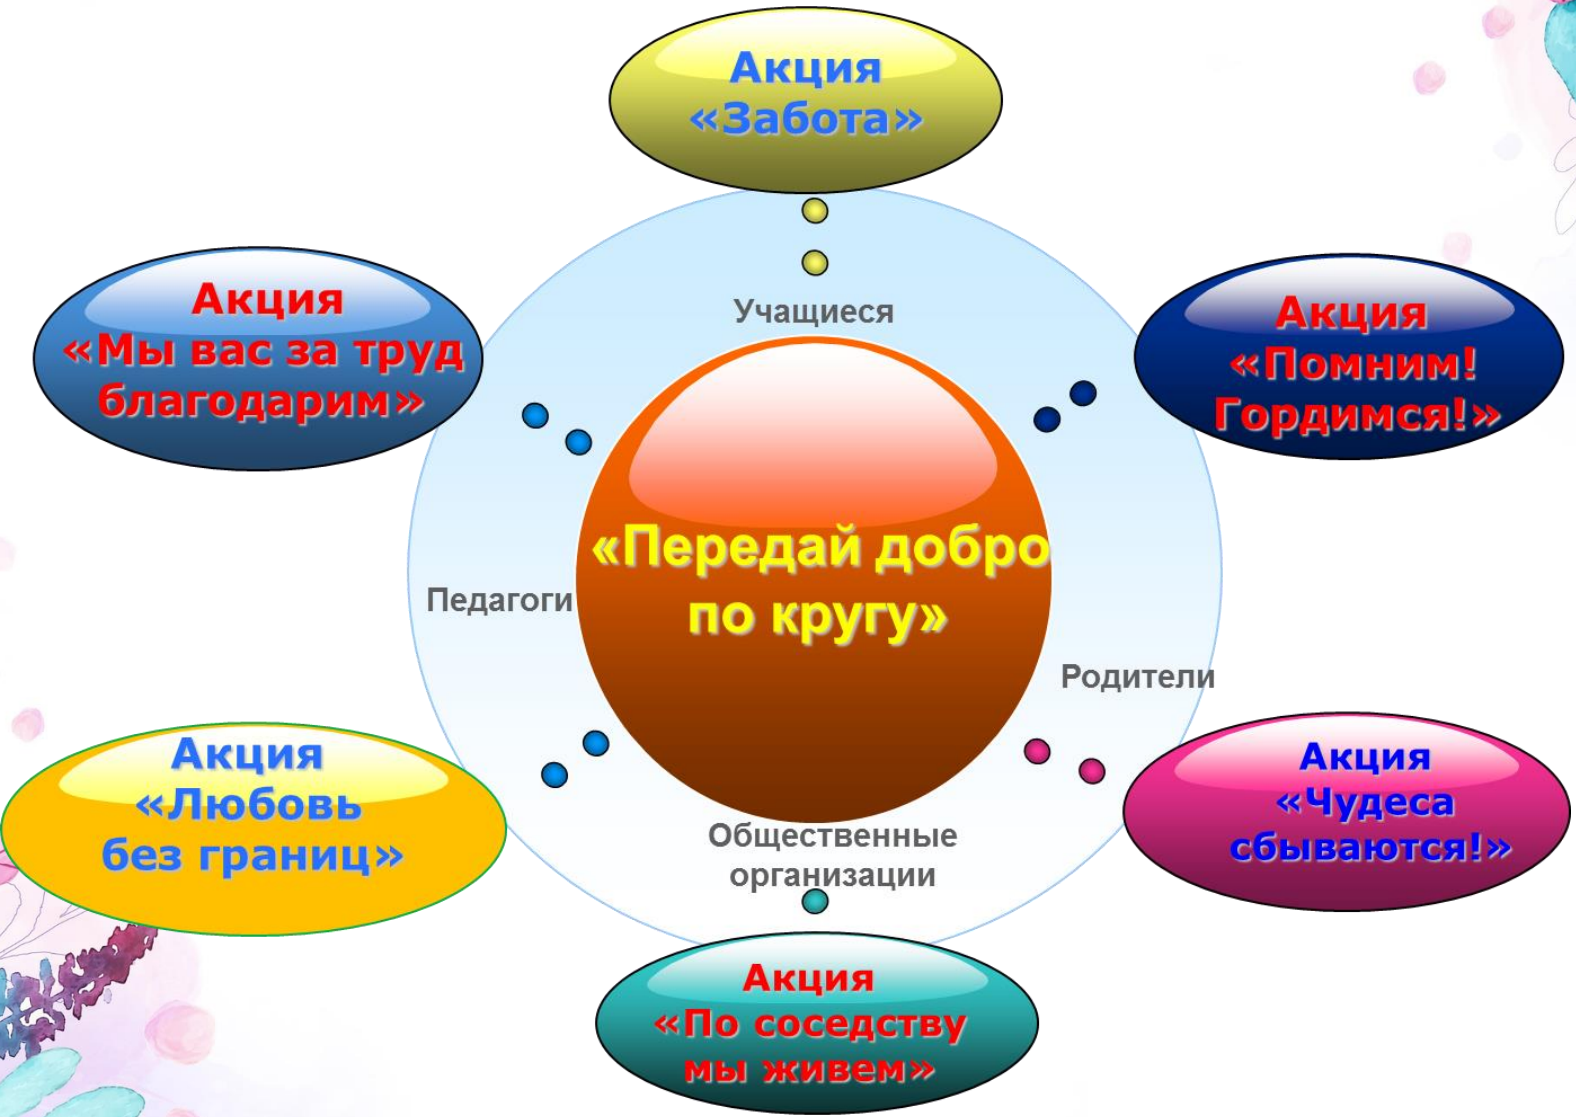 Акция
«Забота»
Акция
«Мы вас за труд
благодарим»
Акция
«Помним!
Гордимся!»
Учащиеся
«Передай добро
по кругу»
Педагоги
Родители
Общественные
организации
Акция
«Любовь
без границ»
Акция
«Чудеса
сбываются!»
Акция
«По соседству
мы живем»